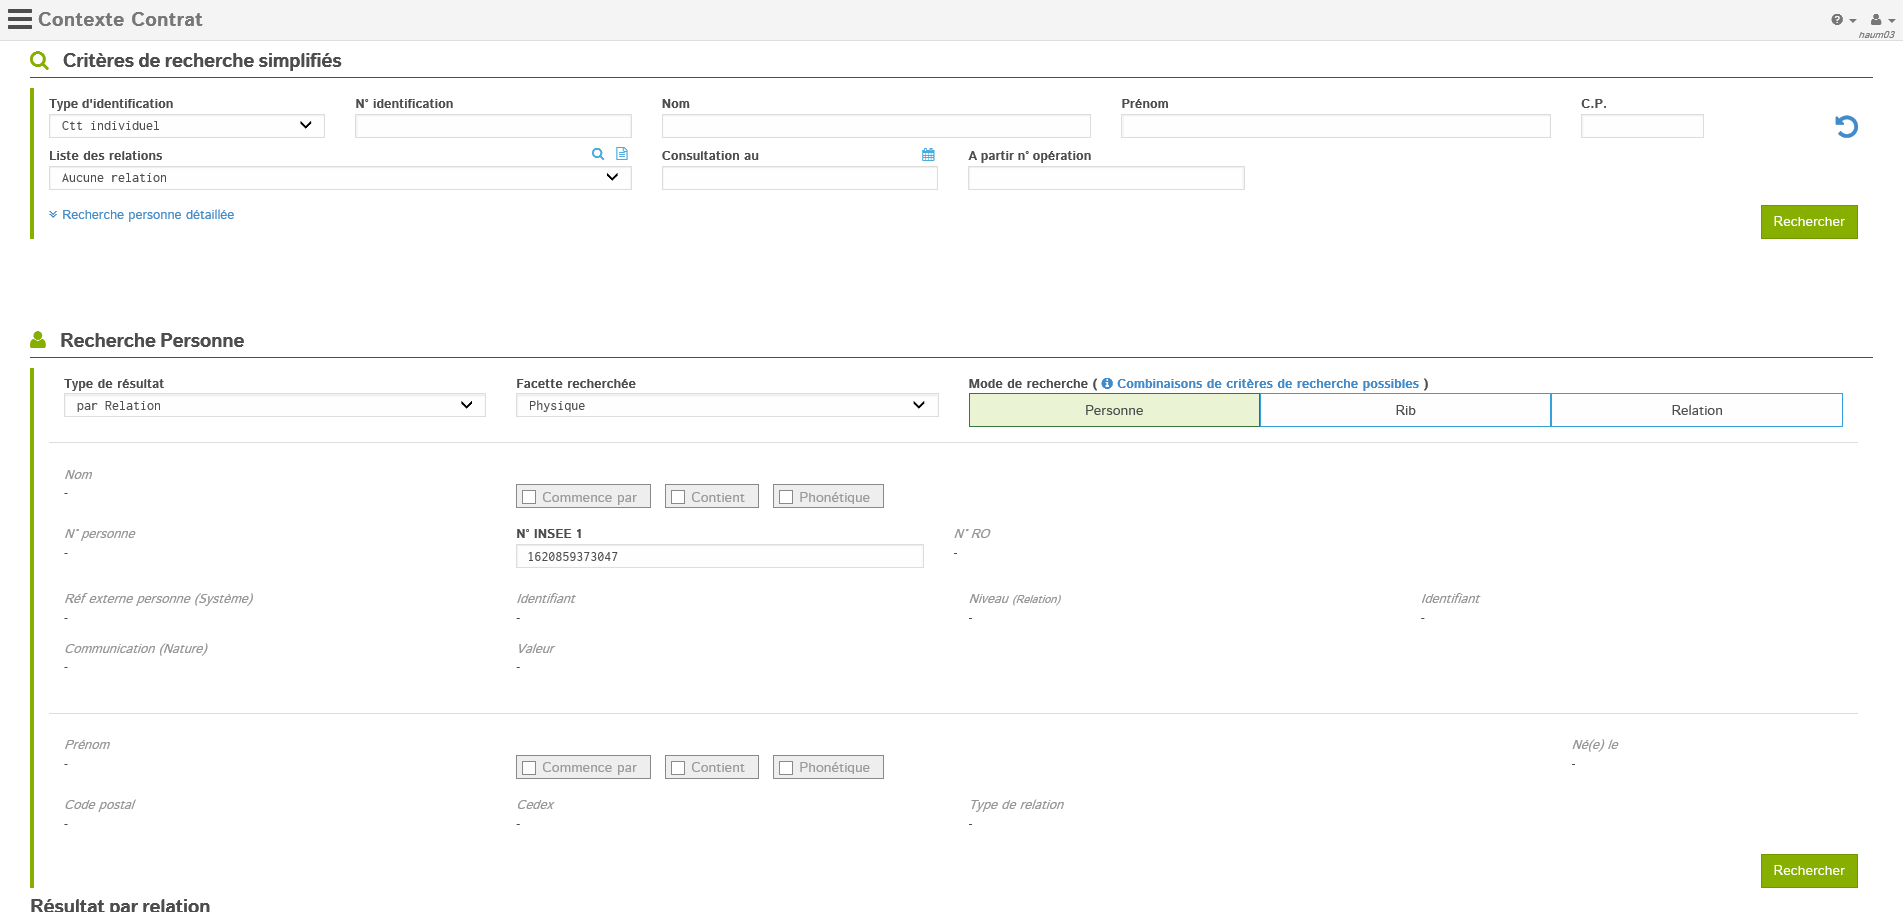 Contexte Contrat
haum03
Critères de recherche simplifiés
Type d'identification N° identification Nom Prénom C.P.
Ctt individuel
Liste des relations Consultation au A partir n° opération
Aucune relation
Recherche personne détaillée
Rechercher
Recherche Personne
Type de résultat Facette recherchée Mode de recherche ( Combinaisons de critères de recherche possibles )
par Relation Physique Personne Rib Relation
Nom
-
Commence par Contient Phonétique
N° personne N° INSEE 1 N° RO
- 1620859373047 -
Réf externe personne (Système) Identifiant Niveau (Relation) Identifiant
- - - -
Communication (Nature) Valeur
- -
Prénom Né(e) le
- Commence par Contient Phonétique -
Code postal Cedex Type de relation
- - -
Rechercher
Résultat par relation